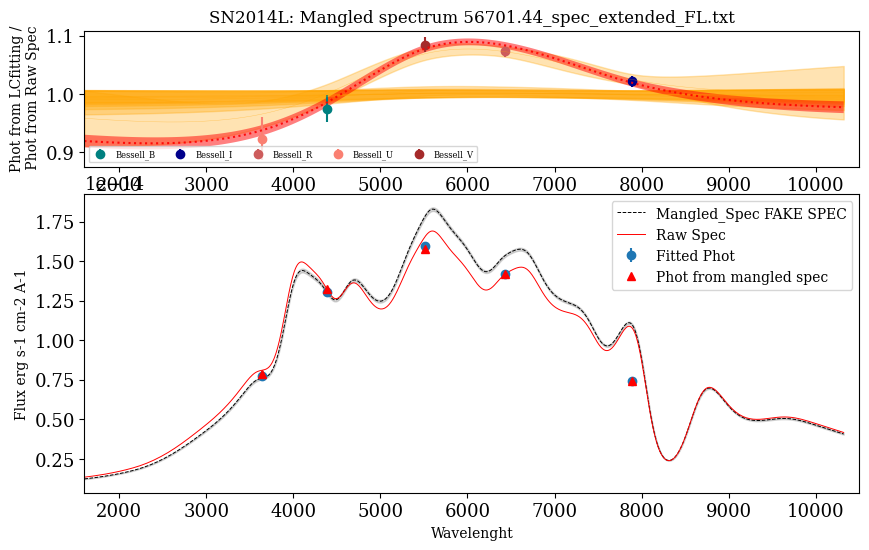 SN2014L: Mangled spectrum 56701.44_spec_extended_FL.txt
Phot from LCfitting /
Phot from Raw Spec
1.1
1.0
0.9
Bessell_B Bessell_I Bessell_R Bessell_U Bessell_V
2000 3000 4000 5000 6000 7000 8000 9000 10000
1e−14
Flux erg s-1 cm-2 A-1
1.75
1.50
1.25
1.00
0.75
0.50
0.25
Mangled_Spec FAKE SPEC
Raw Spec
Fitted Phot
Phot from mangled spec
2000 3000 4000 5000 6000 7000 8000 9000 10000
Wavelenght